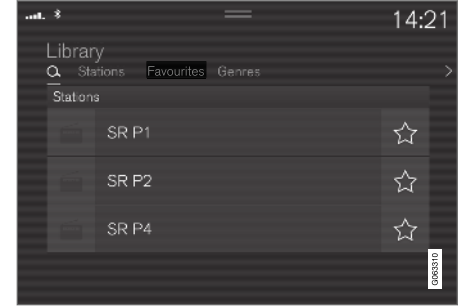 14:21
Library
Stations Favourites Genres
Stations
SR P1
SR P2
SR P4
G063310